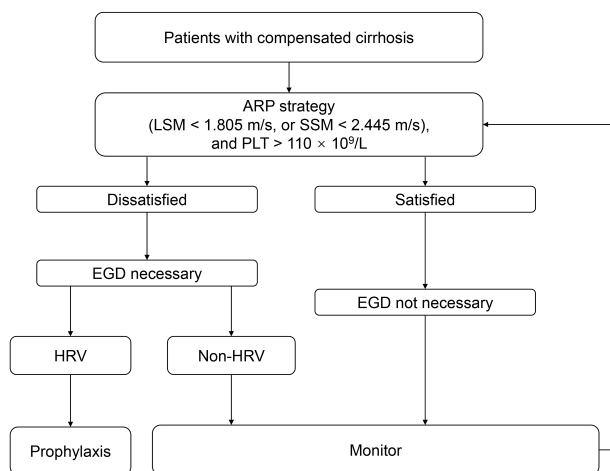 Patients with compensated cirrhosis
ARP strategy
(LSM < 1.805 m/s, or SSM < 2.445 m/s),
and PLT > 110 × 10⁹/L
Dissatisfied
Satisfied
EGD necessary
EGD not necessary
HRV
Non-HRV
Prophylaxis
Monitor